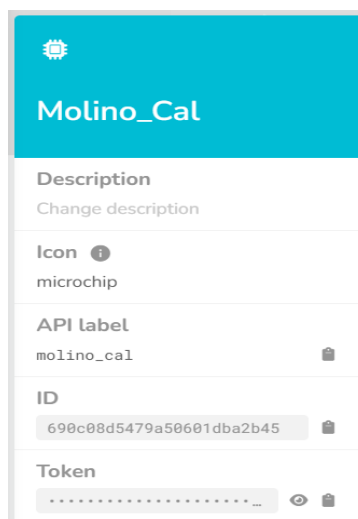 Molino_Cal
Description
Change description
Icon
microchip
API label
molino_cal
ID
690c08d5479a50601dba2b45
Token